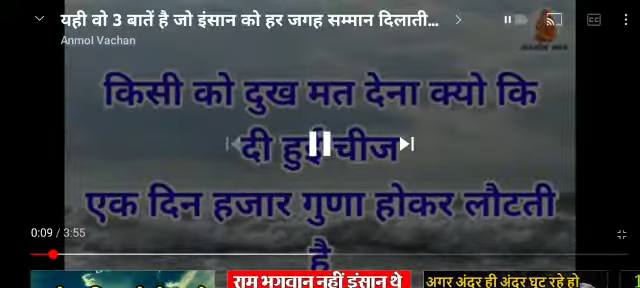 यही वो 3 बातें है जो इंसान को हर जगह सम्मान दिलाती...
Anmol Vachan
किसी को दुख मत देना क्यो कि
दी हुई चीज
एक दिन हजार गुणा होकर लौटती
है
0:09 / 3:55
राम भगवान नहीं इंसान थे
अगर अंदर ही अंदर घुट रहे हो